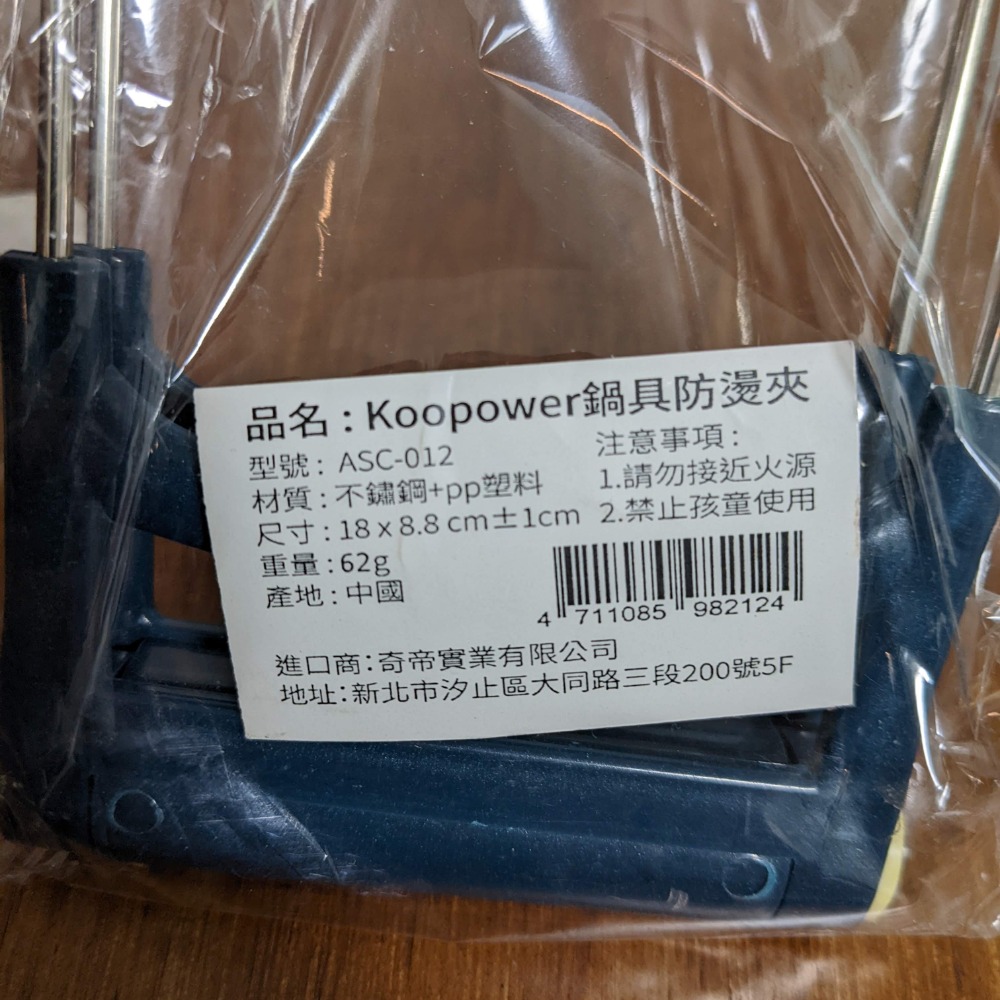 品名：Koopower鍋具防燙夾
型號：ASC-012
材質：不鏽鋼+pp塑料
尺寸：18 x 8.8 cm±1cm
重量：62g
產地：中國
注意事項：
1.請勿接近火源
2.禁止孩童使用
4 711085 982124
進口商：奇帝實業有限公司
地址：新北市汐止區大同路三段200號5F